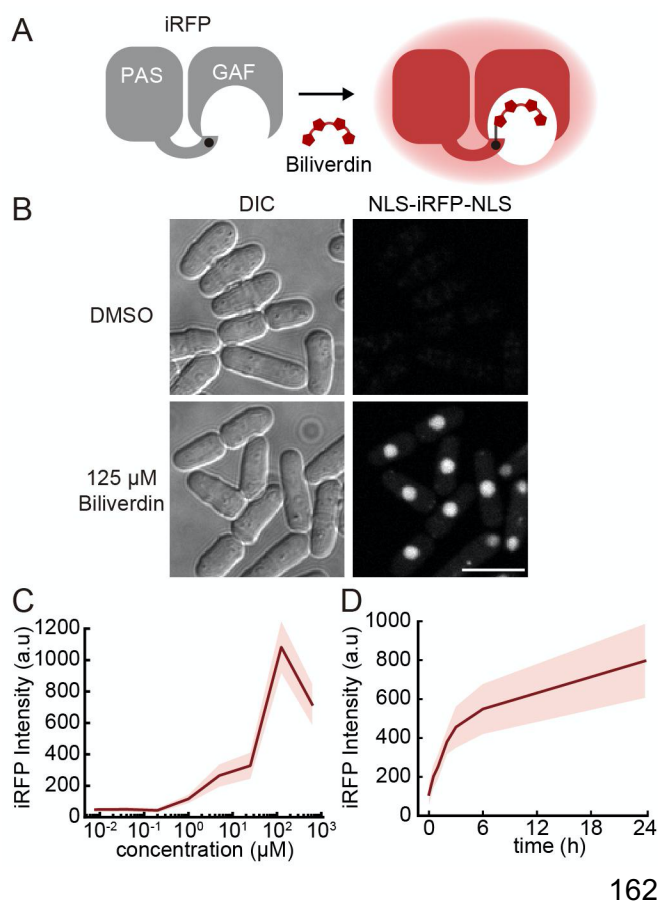 A
iRFP
PAS
GAF
Biliverdin
B
DIC
NLS-iRFP-NLS
DMSO
125 µM
Biliverdin
C
iRFP Intensity (a.u)
1200
1000
800
600
400
200
0
10⁻²
10⁻¹
10⁰
10¹
10²
10³
concentration (µM)
D
iRFP Intensity (a.u)
1000
800
600
400
200
0
0
6
12
18
24
time (h)
162